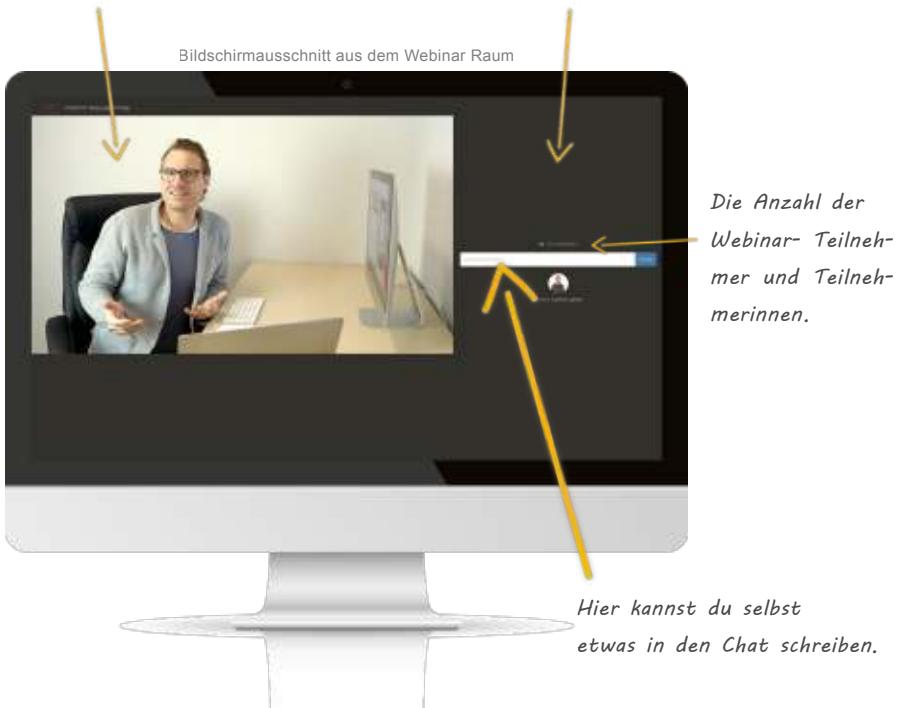 Bildschirmausschnitt aus dem Webinar Raum
Die Anzahl der
Webinar- Teilneh-
mer und Teilneh-
merinnen.
Hier kannst du selbst
etwas in den Chat schreiben.